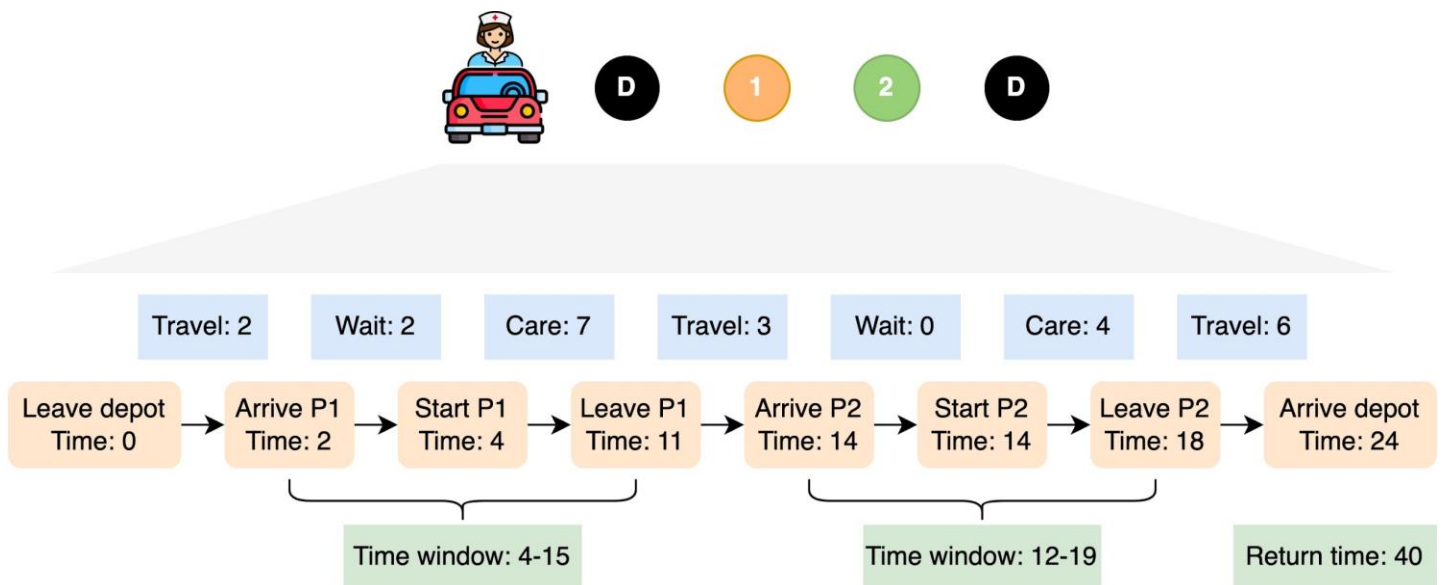 D
1
2
D
Travel: 2
Wait: 2
Care: 7
Travel: 3
Wait: 0
Care: 4
Travel: 6
Leave depot
Time: 0
Arrive P1
Time: 2
Start P1
Time: 4
Leave P1
Time: 11
Arrive P2
Time: 14
Start P2
Time: 14
Leave P2
Time: 18
Arrive depot
Time: 24
Time window: 4-15
Time window: 12-19
Return time: 40